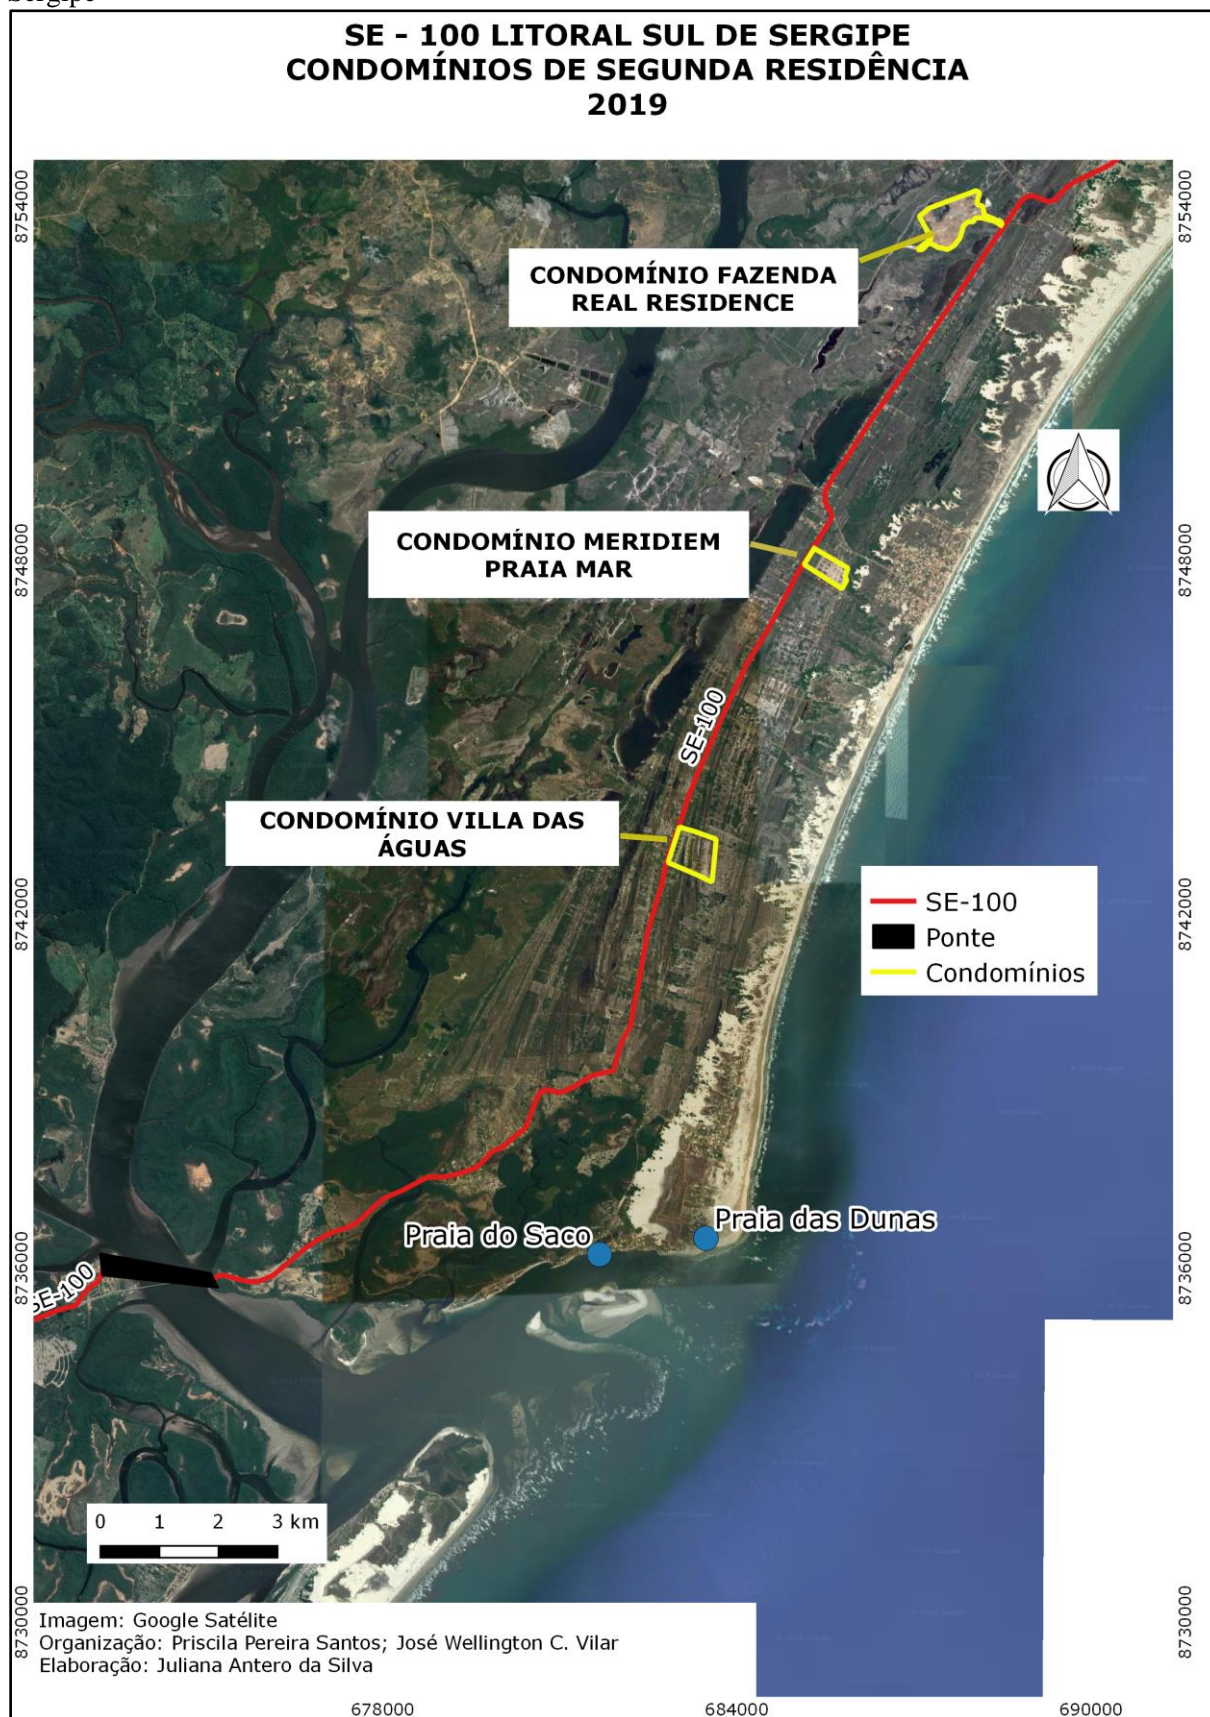 Sergipe
SE - 100 LITORAL SUL DE SERGIPE
CONDOMÍNIOS DE SEGUNDA RESIDÊNCIA
2019
8754000
8754000
CONDOMÍNIO FAZENDA
REAL RESIDENCE
CONDOMÍNIO MERIDIEM
PRAIA MAR
8748000
8748000
SE-100
CONDOMÍNIO VILLA DAS
ÁGUAS
SE-100
Ponte
Condomínios
8742000
8742000
Praia do Saco
Praia das Dunas
8736000
8736000
SE-100
0 1 2 3 km
8730000
8730000
Imagem: Google Satélite
Organização: Priscila Pereira Santos; José Wellington C. Vilar
Elaboração: Juliana Antero da Silva
678000
684000
690000